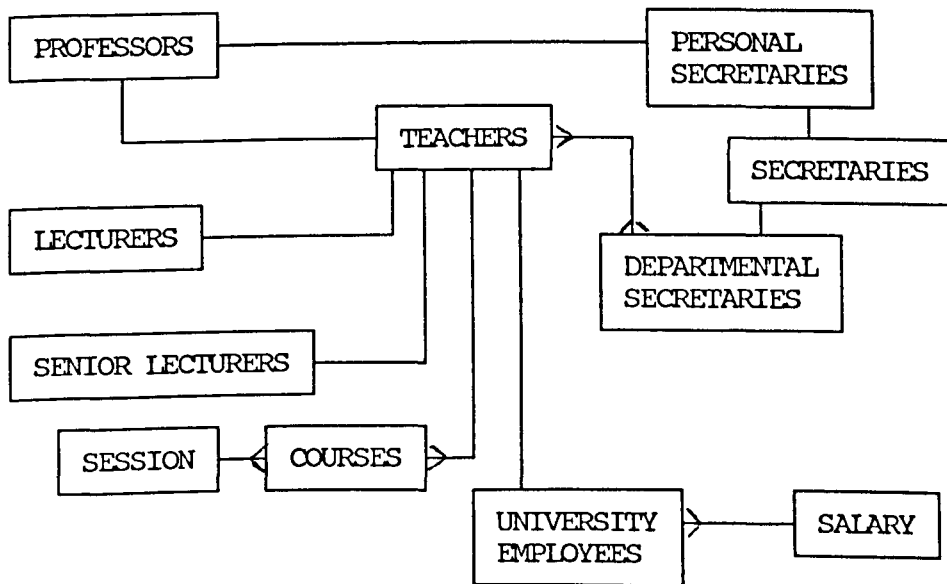 PROFESSORS
PERSONAL
SECRETARIES
TEACHERS
SECRETARIES
LECTURERS
DEPARTMENTAL
SECRETARIES
SENIOR LECTURERS
SESSION
COURSES
UNIVERSITY
EMPLOYEES
SALARY